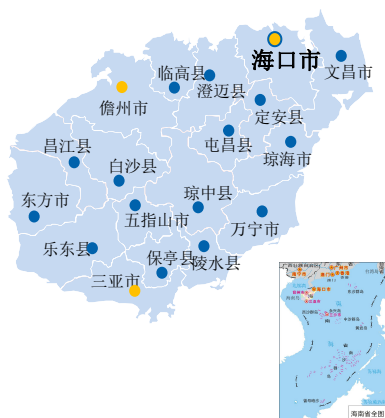 海口市
文昌市
临高县
澄迈县
儋州市
定安县
屯昌县
琼海市
昌江县
白沙县
东方市
五指山市
琼中县
万宁市
乐东县
保亭县
陵水县
三亚市
海南省全图